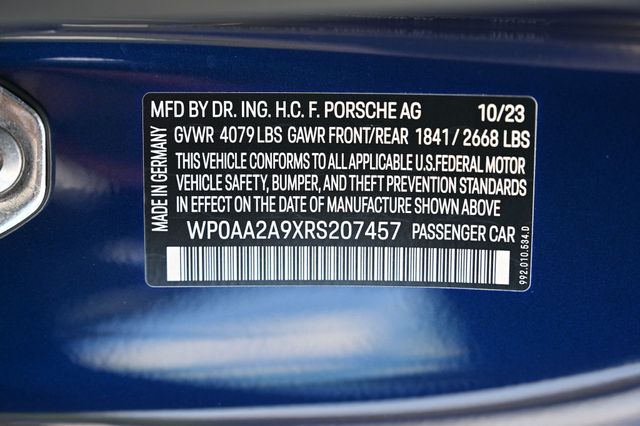 MFD BY DR. ING. H.C. F. PORSCHE AG 10/23
GVWR 4079 LBS GAWR FRONT/REAR 1841 / 2668 LBS
THIS VEHICLE CONFORMS TO ALL APPLICABLE U.S.FEDERAL MOTOR
VEHICLE SAFETY, BUMPER, AND THEFT PREVENTION STANDARDS
IN EFFECT ON THE DATE OF MANUFACTURE SHOWN ABOVE
WP0AA2A9XRS207457 PASSENGER CAR
MADE IN GERMANY
992.010.534.D